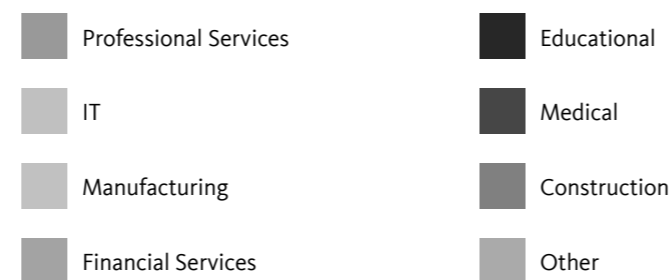 Professional Services
IT
Manufacturing
Financial Services
Educational
Medical
Construction
Other